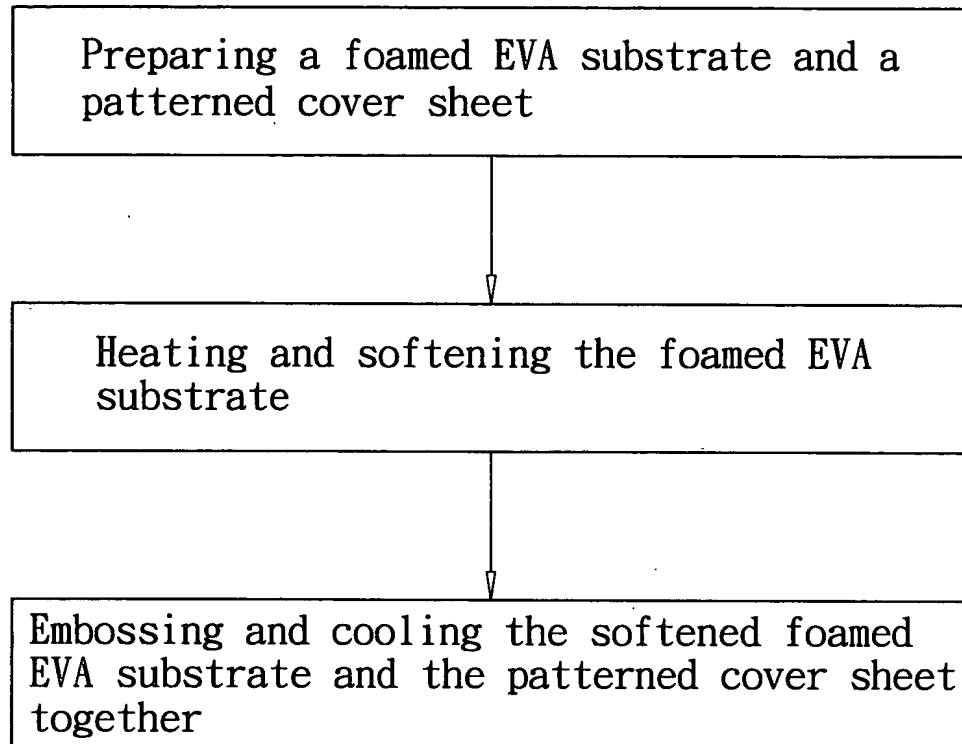 Preparing a foamed EVA substrate and a
patterned cover sheet
Heating and softening the foamed EVA
substrate
Embossing and cooling the softened foamed
EVA substrate and the patterned cover sheet
together